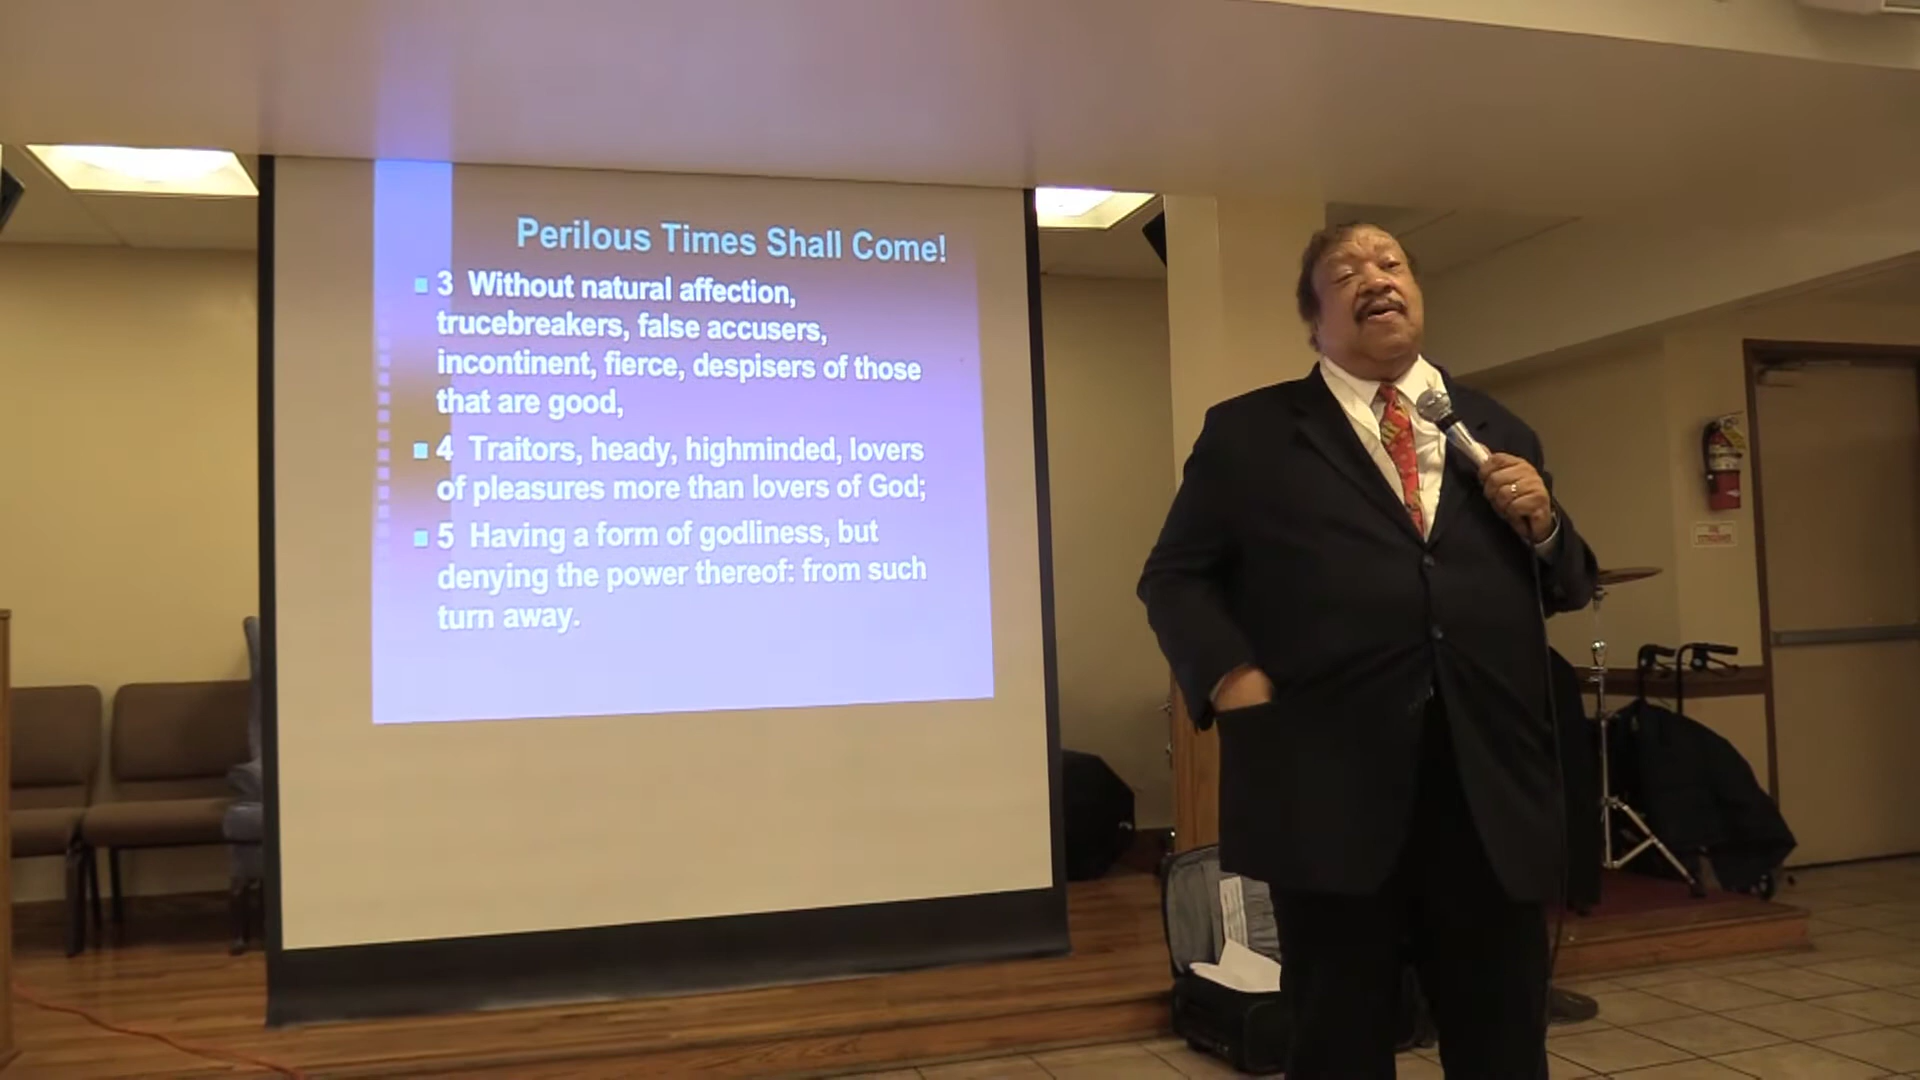 Perilous Times Shall Come!
3 Without natural affection,
trucebreakers, false accusers,
incontinent, fierce, despisers of those
that are good,
4 Traitors, heady, highminded, lovers
of pleasures more than lovers of God;
5 Having a form of godliness, but
denying the power thereof: from such
turn away.